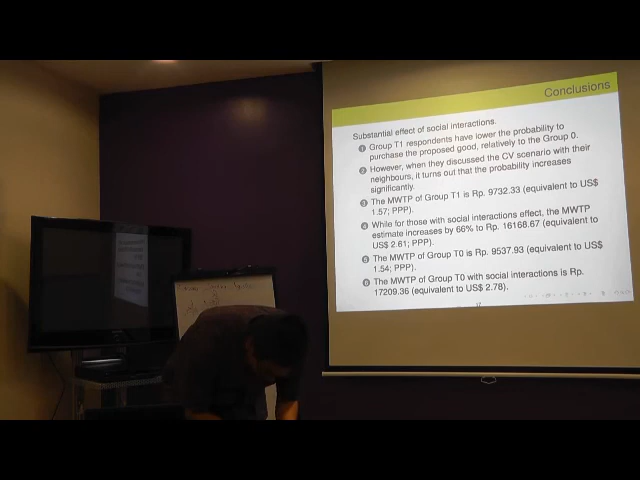 Conclusions
Substantial effect of social interactions.
1 Group T1 respondents have lower the probability to
purchase the proposed good, relatively to the Group 0.
2 However, when they discussed the CV scenario with their
neighbours, it turns out that the probability increases
significantly.
3 The MWTP of Group T1 is Rp. 9732.33 (equivalent to US$
1.57; PPP).
4 While for those with social interactions effect, the MWTP
estimate increases by 66% to Rp. 16168.67 (equivalent to
US$ 2.61; PPP).
5 The MWTP of Group T0 is Rp. 9537.93 (equivalent to US$
1.54; PPP).
6 The MWTP of Group T0 with social interactions is Rp.
17209.36 (equivalent to US$ 2.78).